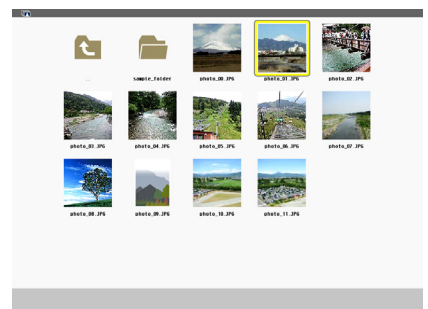 ..
sample_folder
photo_00.JPG
photo_01.JPG
photo_02.JPG
photo_03.JPG
photo_04.JPG
photo_05.JPG
photo_06.JPG
photo_07.JPG
photo_08.JPG
photo_09.JPG
photo_10.JPG
photo_11.JPG